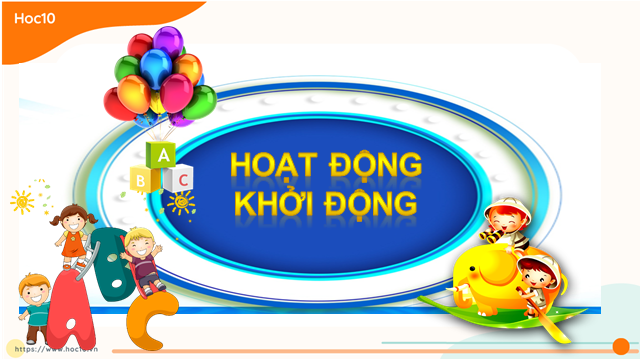 Hoc10
A
B C
HOẠT ĐỘNG
KHỞI ĐỘNG
A B C
https://www.hoc10.vn